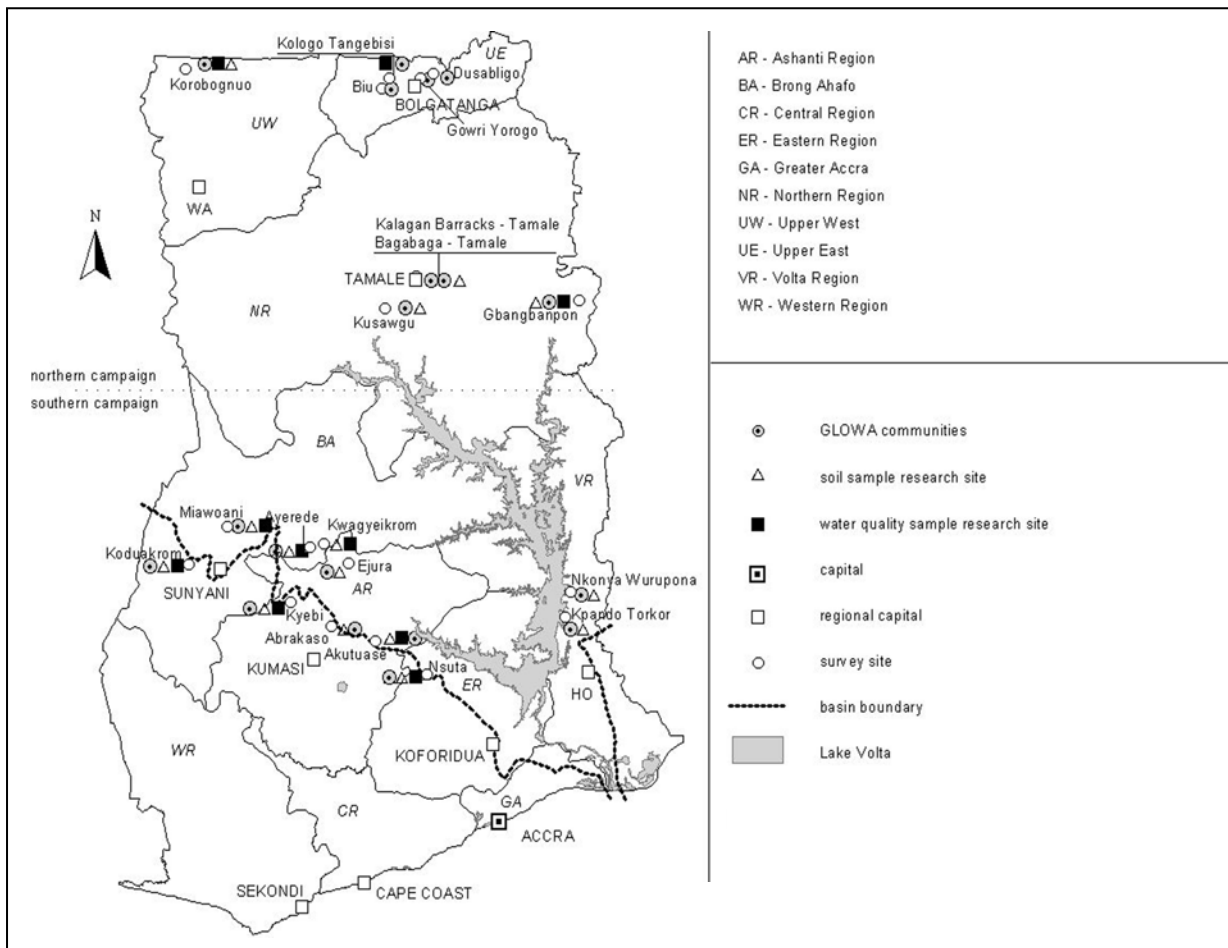 Kologo Tangebisi
UE
Dusabligo
Korobognuo
Biu
BOLGATANGA
Gowri Yorogo
UW
WA
N
Kalagan Barracks - Tamale
Bagabaga - Tamale
TAMALE
NR
Kusawgu
Gbangbanpon
northern campaign
southern campaign
BA
VR
Miawoani
Ayerede
Kwagyeikrom
Koduakrom
SUNYANI
Ejura
AR
Nkonya Wurupona
Kyebi
Kpando Torkor
Abrakaso
Akutuase
KUMASI
Nsuta
ER
HO
WR
KOFORIDUA
CR
GA
ACCRA
SEKONDI
CAPE COAST
AR - Ashanti Region
BA - Brong Ahafo
CR - Central Region
ER - Eastern Region
GA - Greater Accra
NR - Northern Region
UW - Upper West
UE - Upper East
VR - Volta Region
WR - Western Region
GLOWA communities
soil sample research site
water quality sample research site
capital
regional capital
survey site
basin boundary
Lake Volta